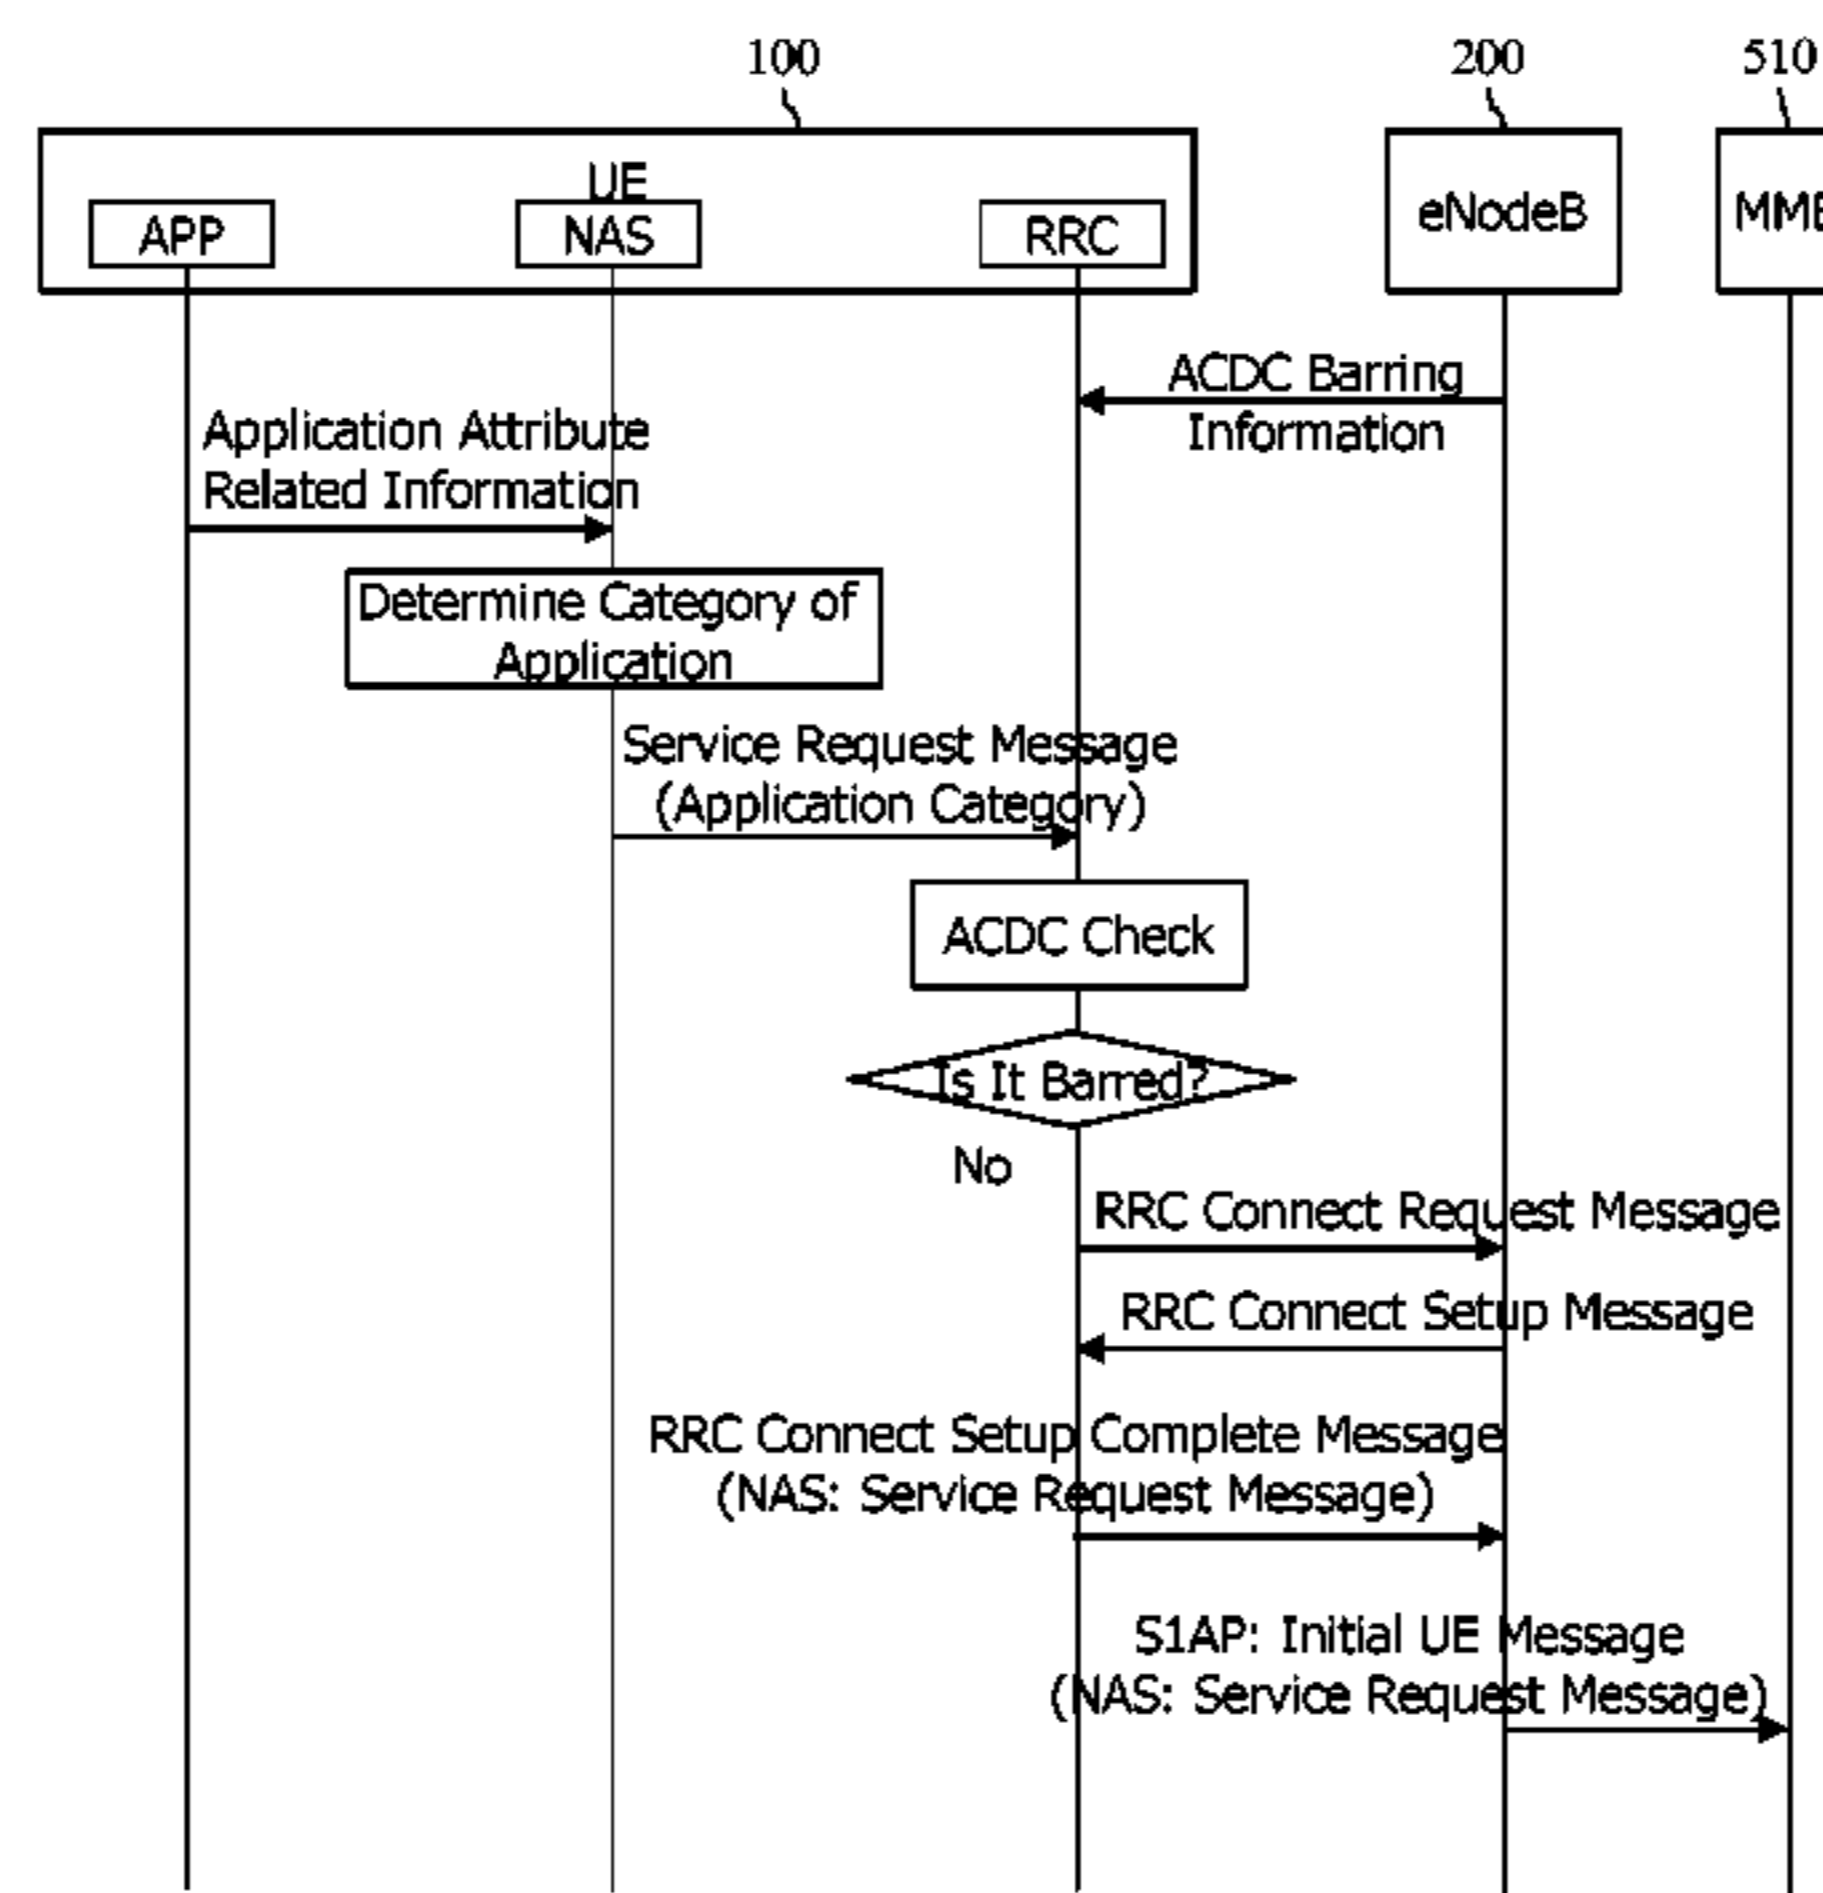 100
200
510
UE
APP
NAS
RRC
eNodeB
ACDC Barring
Information
Application Attribute
Related Information
Determine Category of
Application
Service Request Message
(Application Category)
ACDC Check
Is It Barred?
No
RRC Connect Request Message
RRC Connect Setup Message
RRC Connect Setup Complete Message
(NAS: Service Request Message)
S1AP: Initial UE Message
(NAS: Service Request Message)